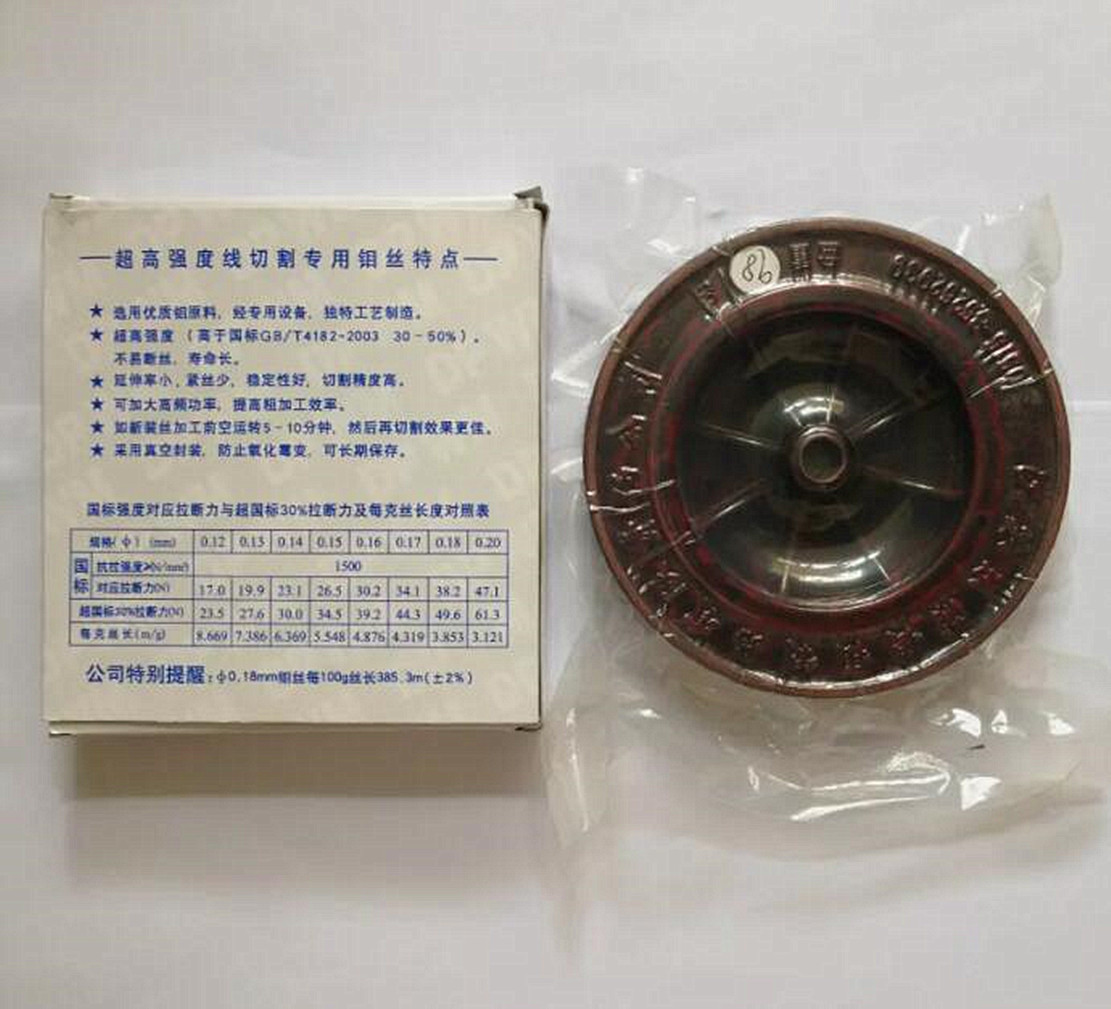 超高强度线切割专用钼丝特点
★ 选用优质钼原料，经专用设备，独特工艺制造。
★ 超高强度（高于国标GB/T4182-2003 30-50%）。
不易断丝，寿命长。
★ 延伸率小，紧丝少，稳定性好，切割精度高。
★ 可加大高频功率，提高粗加工效率。
★ 如新装丝加工前空运转5-10分钟，然后再切割效果更佳。
★ 采用真空封装，防止氧化霉变，可长期保存。
国标强度对应拉断力与超国标30%拉断力及每克丝长度对照表
规格(ф) (mm) 0.12 0.13 0.14 0.15 0.16 0.17 0.18 0.20
国标 抗拉强度≥(N/mm²) 1500
对应拉断力(N) 17.0 19.9 23.1 26.5 30.2 34.1 38.2 47.1
超国标30%拉断力(N) 23.5 27.6 30.0 34.5 39.2 44.3 49.6 61.3
每克丝长(m/g) 8.669 7.386 6.369 5.548 4.876 4.319 3.853 3.121
公司特别提醒：ф0.18mm钼丝每100g丝长385.3m(±2%)